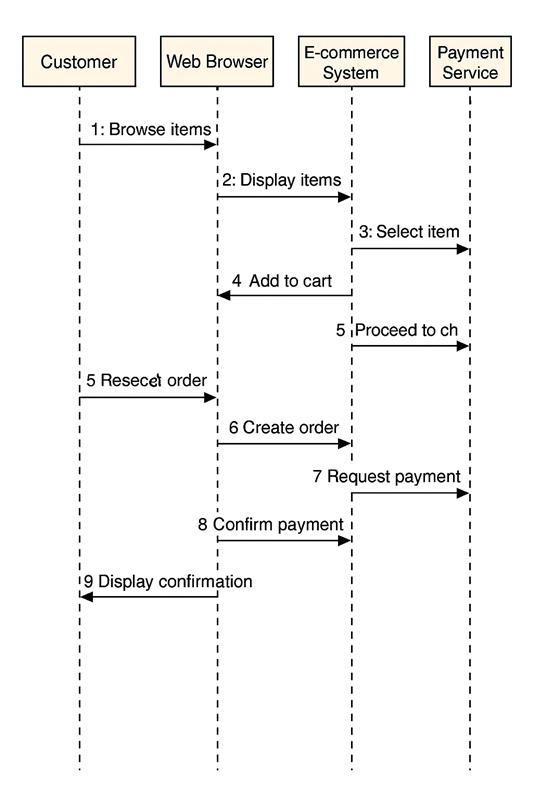 Customer
Web Browser
E-commerce
System
Payment
Service
1: Browse items
2: Display items
3: Select item
4 Add to cart
5 Proceed to ch
5 order
6 Create order
7 Request payment
8 Confirm payment
9 Display confirmation